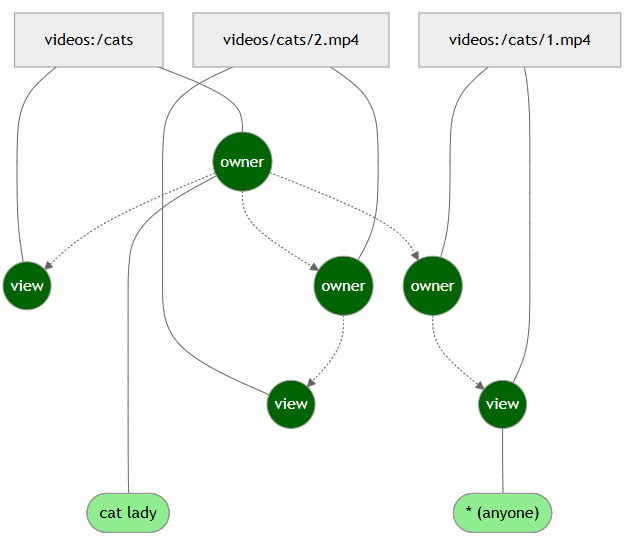 videos:/cats
videos/cats/2.mp4
videos:/cats/1.mp4
owner
view
owner
owner
view
view
cat lady
* (anyone)